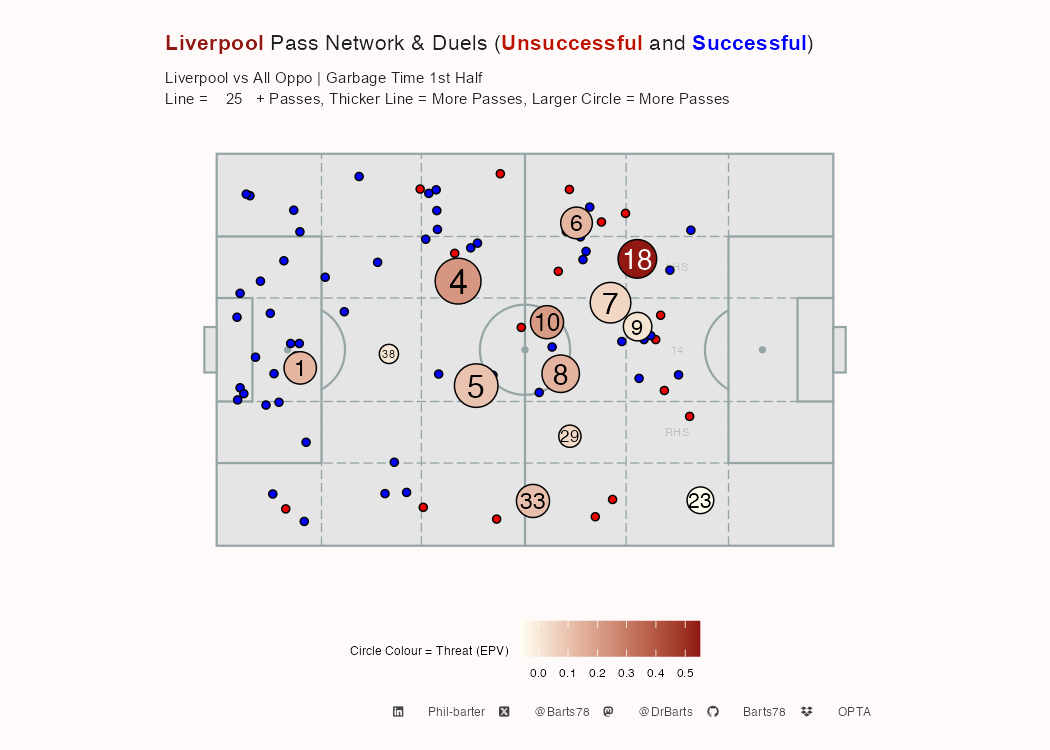 Liverpool Pass Network & Duels (Unsuccessful and Successful)
Liverpool vs All Oppo | Garbage Time 1st Half
Line = 25 + Passes, Thicker Line = More Passes, Larger Circle = More Passes
6
18
HS
4
7
10
9
14
38
1
5
8
29
RHS
33
23
Circle Colour = Threat (EPV)
0.0 0.1 0.2 0.3 0.4 0.5
Phil-barter @Barts78 @DrBarts Barts78 OPTA